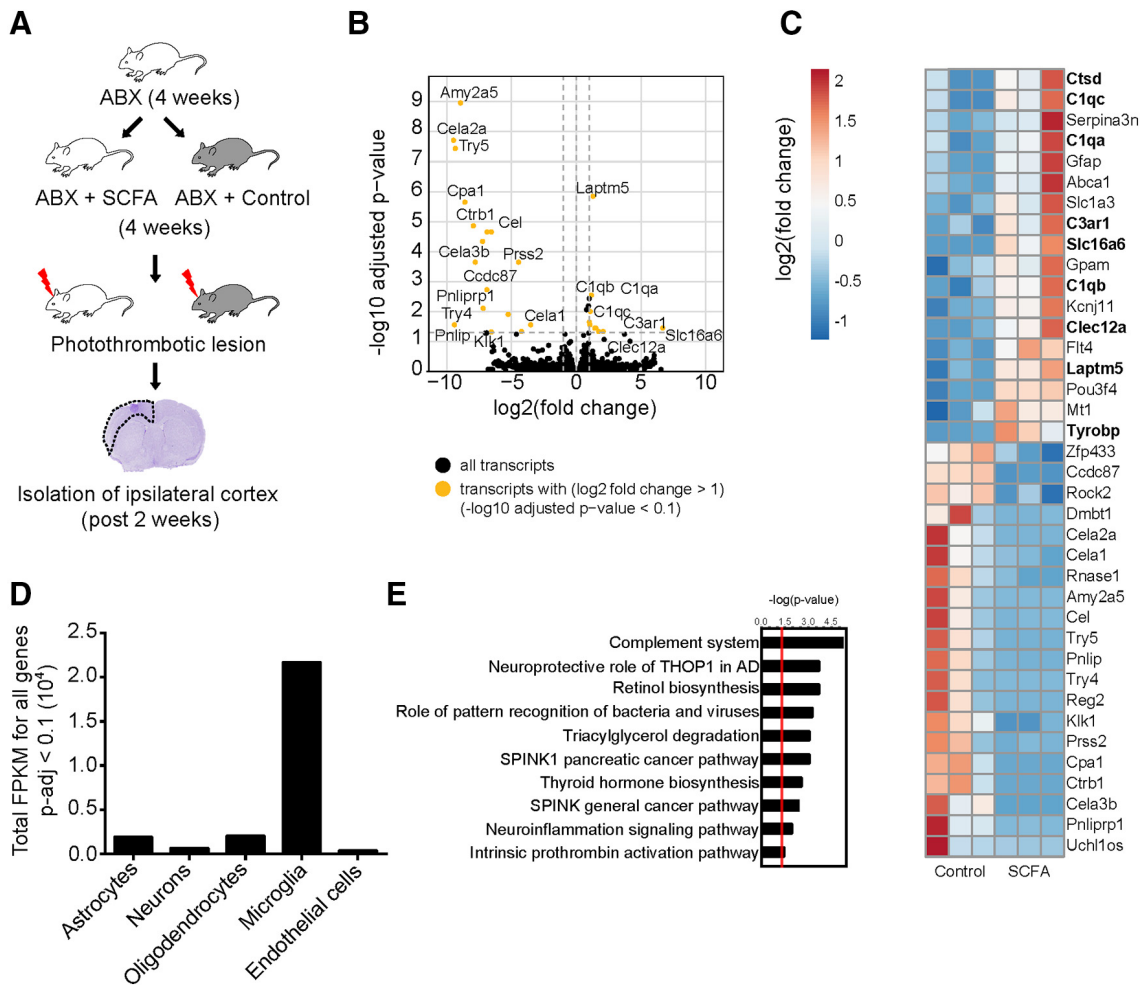 A
ABX (4 weeks)
ABX + SCFA ABX + Control
(4 weeks)
Photothrombotic lesion
Isolation of ipsilateral cortex
(post 2 weeks)
B
-log10 adjusted p-value
9
8
7
6
5
4
3
2
1
0
Amy2a5
Cela2a
Try5
Cpa1
Laptm5
Ctrb1
Cel
Cela3b
Prss2
Ccdc87
Pnliprp1
C1qb
C1qa
Try4
Cela1
C1qc
C3ar1
Pnlip
Klk1
Slc16a6
Clec12a
−10
−5
0
5
10
log2(fold change)
all transcripts
transcripts with (log2 fold change > 1)
(-log10 adjusted p−value < 0.1)
C
log2(fold change)
2
1.5
1
0.5
0
-0.5
-1
Ctsd
C1qc
Serpina3n
C1qa
Gfap
Abca1
Slc1a3
C3ar1
Slc16a6
Gpam
C1qb
Kcnj11
Clec12a
Flt4
Laptm5
Pou3f4
Mt1
Tyrobp
Zfp433
Ccdc87
Rock2
Dmbt1
Cela2a
Cela1
Rnase1
Amy2a5
Cel
Try5
Pnlip
Try4
Reg2
Klk1
Prss2
Cpa1
Ctrb1
Cela3b
Pnliprp1
Uchl1os
Control
SCFA
D
Total FPKM for all genes
p-adj < 0.1 (10⁴)
2.5
2.0
1.5
1.0
0.5
0.0
Astrocytes
Neurons
Oligodendrocytes
Microglia
Endothelial cells
E
-log(p-value)
0.0 1.5 3.0 4.5
Complement system
Neuroprotective role of THOP1 in AD
Retinol biosynthesis
Role of pattern recognition of bacteria and viruses
Triacylglycerol degradation
SPINK1 pancreatic cancer pathway
Thyroid hormone biosynthesis
SPINK general cancer pathway
Neuroinflammation signaling pathway
Intrinsic prothrombin activation pathway